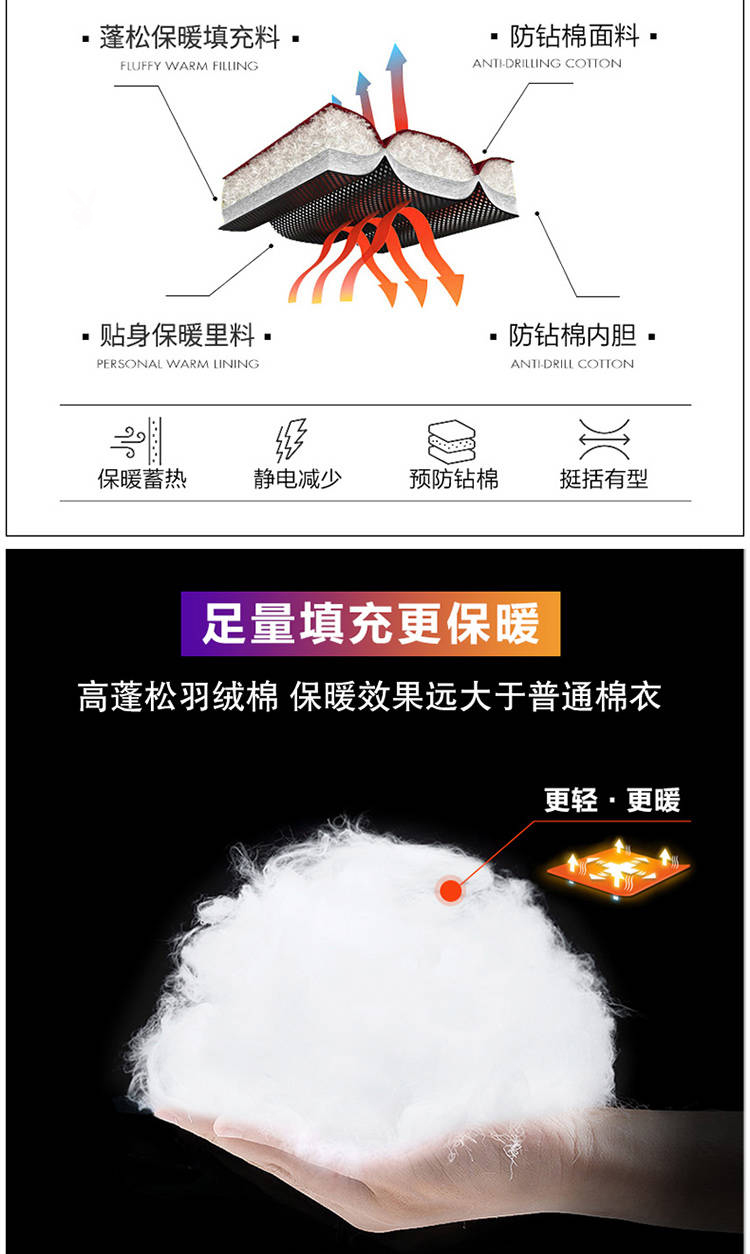 ▪ 蓬松保暖填充料 ▪
FLUFFY WARM FILLING
▪ 防钻棉面料 ▪
ANTI-DRILLING COTTON
▪ 贴身保暖里料 ▪
PERSONAL WARM LINING
▪ 防钻棉内胆 ▪
ANTI-DRILL COTTON
保暖蓄热
静电减少
预防钻棉
挺括有型
足量填充更保暖
高蓬松羽绒棉 保暖效果远大于普通棉衣
更轻 · 更暖